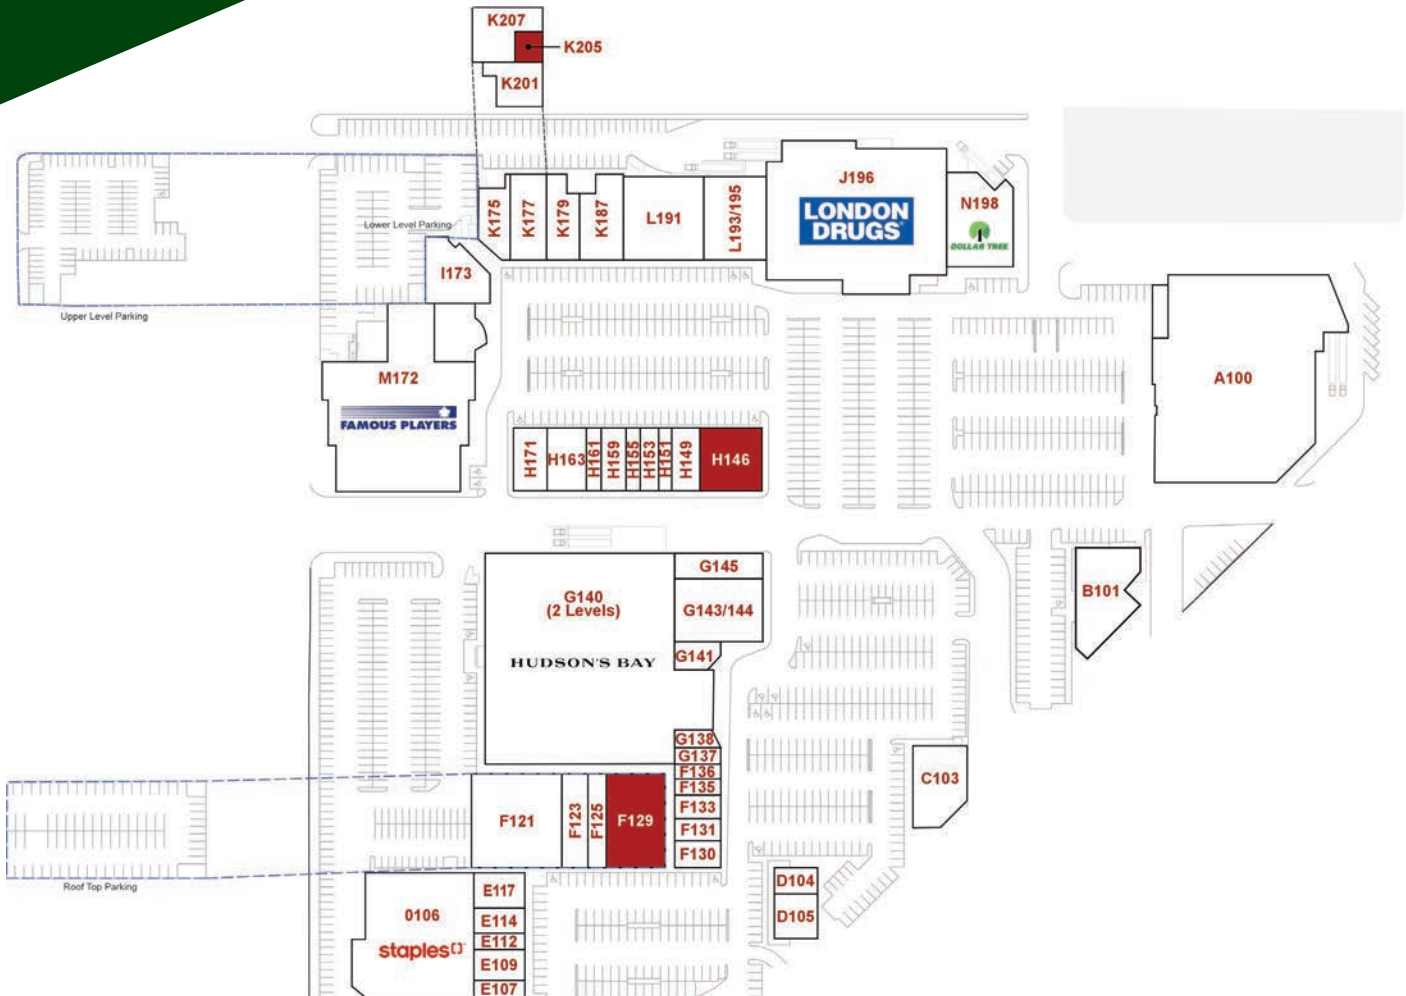 K207
K205
K201
J196
LONDON
DRUGS
N198
DOLLAR TREE
K175
K177
K179
K187
L191
L193/195
Lower Level Parking
I173
Upper Level Parking
M172
FAMOUS PLAYERS
A100
H171
H163
H161
H159
H155
H153
H151
H149
H146
G145
G140
(2 Levels)
G143/144
B101
HUDSON'S BAY
G141
G138
G137
F136
F135
F133
F131
F130
C103
F121
F123
F125
F129
Roof Top Parking
D104
D105
E117
0106
staples
E114
E112
E109
E107